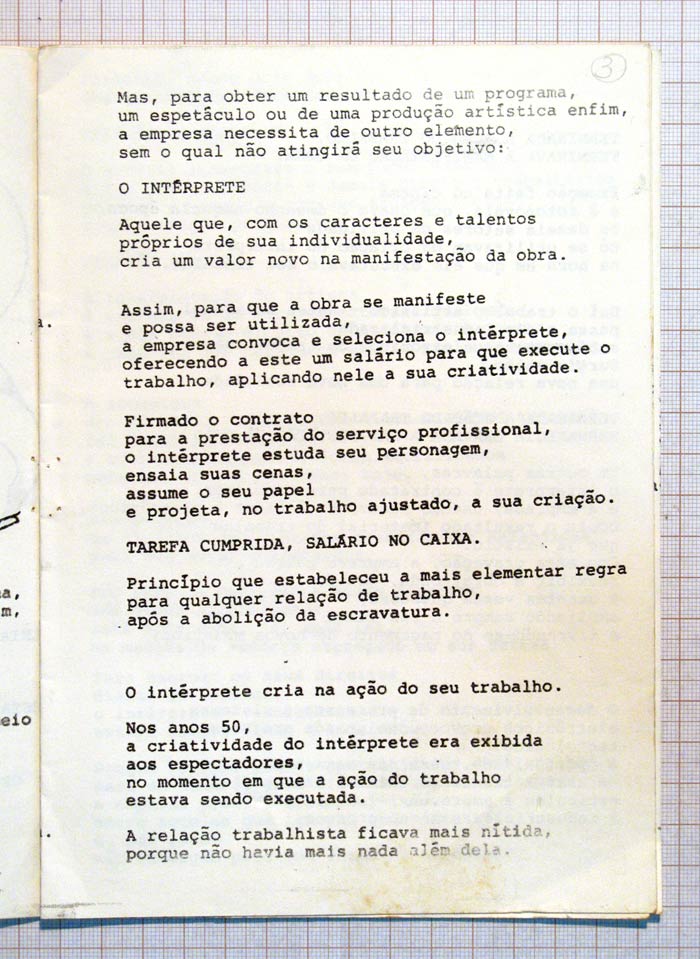 3
Mas, para obter um resultado de um programa,
um espetáculo ou de uma produção artística enfim,
a empresa necessita de outro elemento,
sem o qual não atingirá seu objetivo:
O INTÉRPRETE
Aquele que, com os caracteres e talentos
próprios de sua individualidade,
cria um valor novo na manifestação da obra.
Assim, para que a obra se manifeste
e possa ser utilizada,
a empresa convoca e seleciona o intérprete,
oferecendo a este um salário para que execute o
trabalho, aplicando nele a sua criatividade.
Firmado o contrato
para a prestação do serviço profissional,
o intérprete estuda seu personagem,
ensaia suas cenas,
assume o seu papel
e projeta, no trabalho ajustado, a sua criação.
TAREFA CUMPRIDA, SALÁRIO NO CAIXA.
Princípio que estabeleceu a mais elementar regra
para qualquer relação de trabalho,
após a abolição da escravatura.
O intérprete cria na ação do seu trabalho.
Nos anos 50,
a criatividade do intérprete era exibida
aos espectadores,
no momento em que a ação do trabalho
estava sendo executada.
A relação trabalhista ficava mais nítida,
porque não havia mais nada além dela.